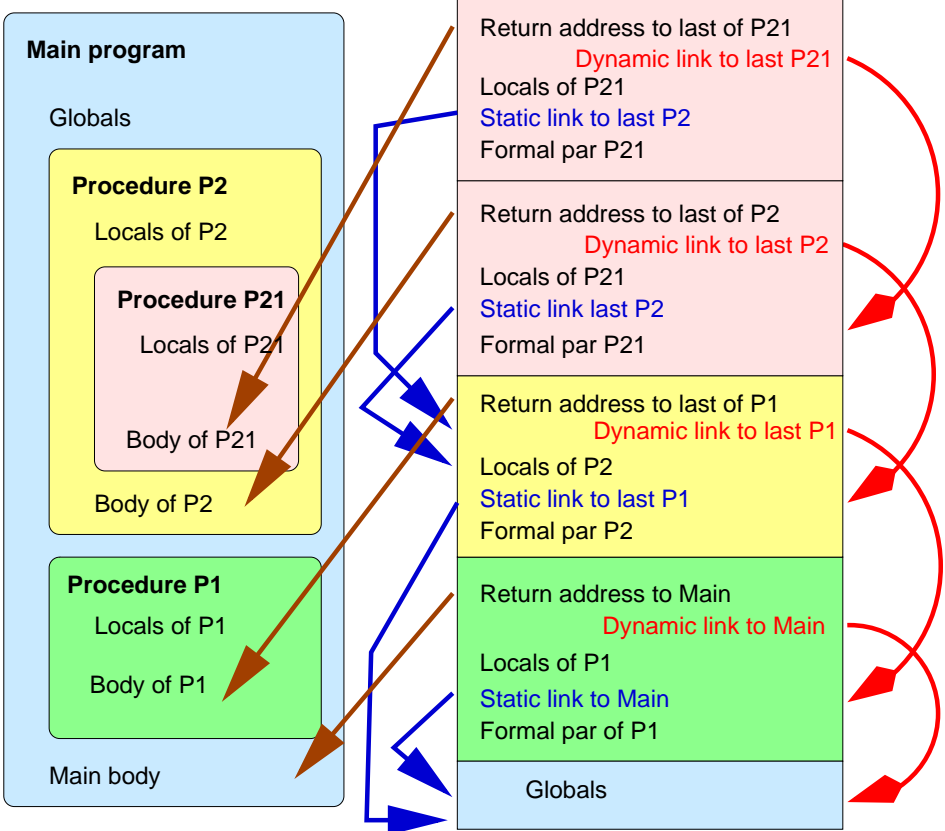 Main program
Globals
Procedure P2
Locals of P2
Procedure P21
Locals of P21
Body of P21
Body of P2
Procedure P1
Locals of P1
Body of P1
Main body
Return address to last of P21
Dynamic link to last P21
Locals of P21
Static link to last P2
Formal par P21
Return address to last of P2
Dynamic link to last P2
Locals of P21
Static link last P2
Formal par P21
Return address to last of P1
Dynamic link to last P1
Locals of P2
Static link to last P1
Formal par P2
Return address to Main
Dynamic link to Main
Locals of P1
Static link to Main
Formal par of P1
Globals